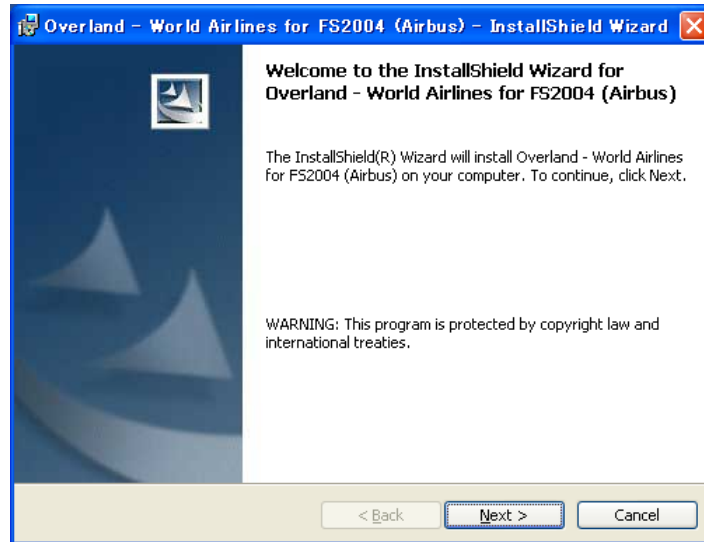 Overland - World Airlines for FS2004 (Airbus) - InstallShield Wizard
Welcome to the InstallShield Wizard for
Overland - World Airlines for FS2004 (Airbus)
The InstallShield(R) Wizard will install Overland - World Airlines
for FS2004 (Airbus) on your computer. To continue, click Next.
WARNING: This program is protected by copyright law and
international treaties.
< Back Next > Cancel